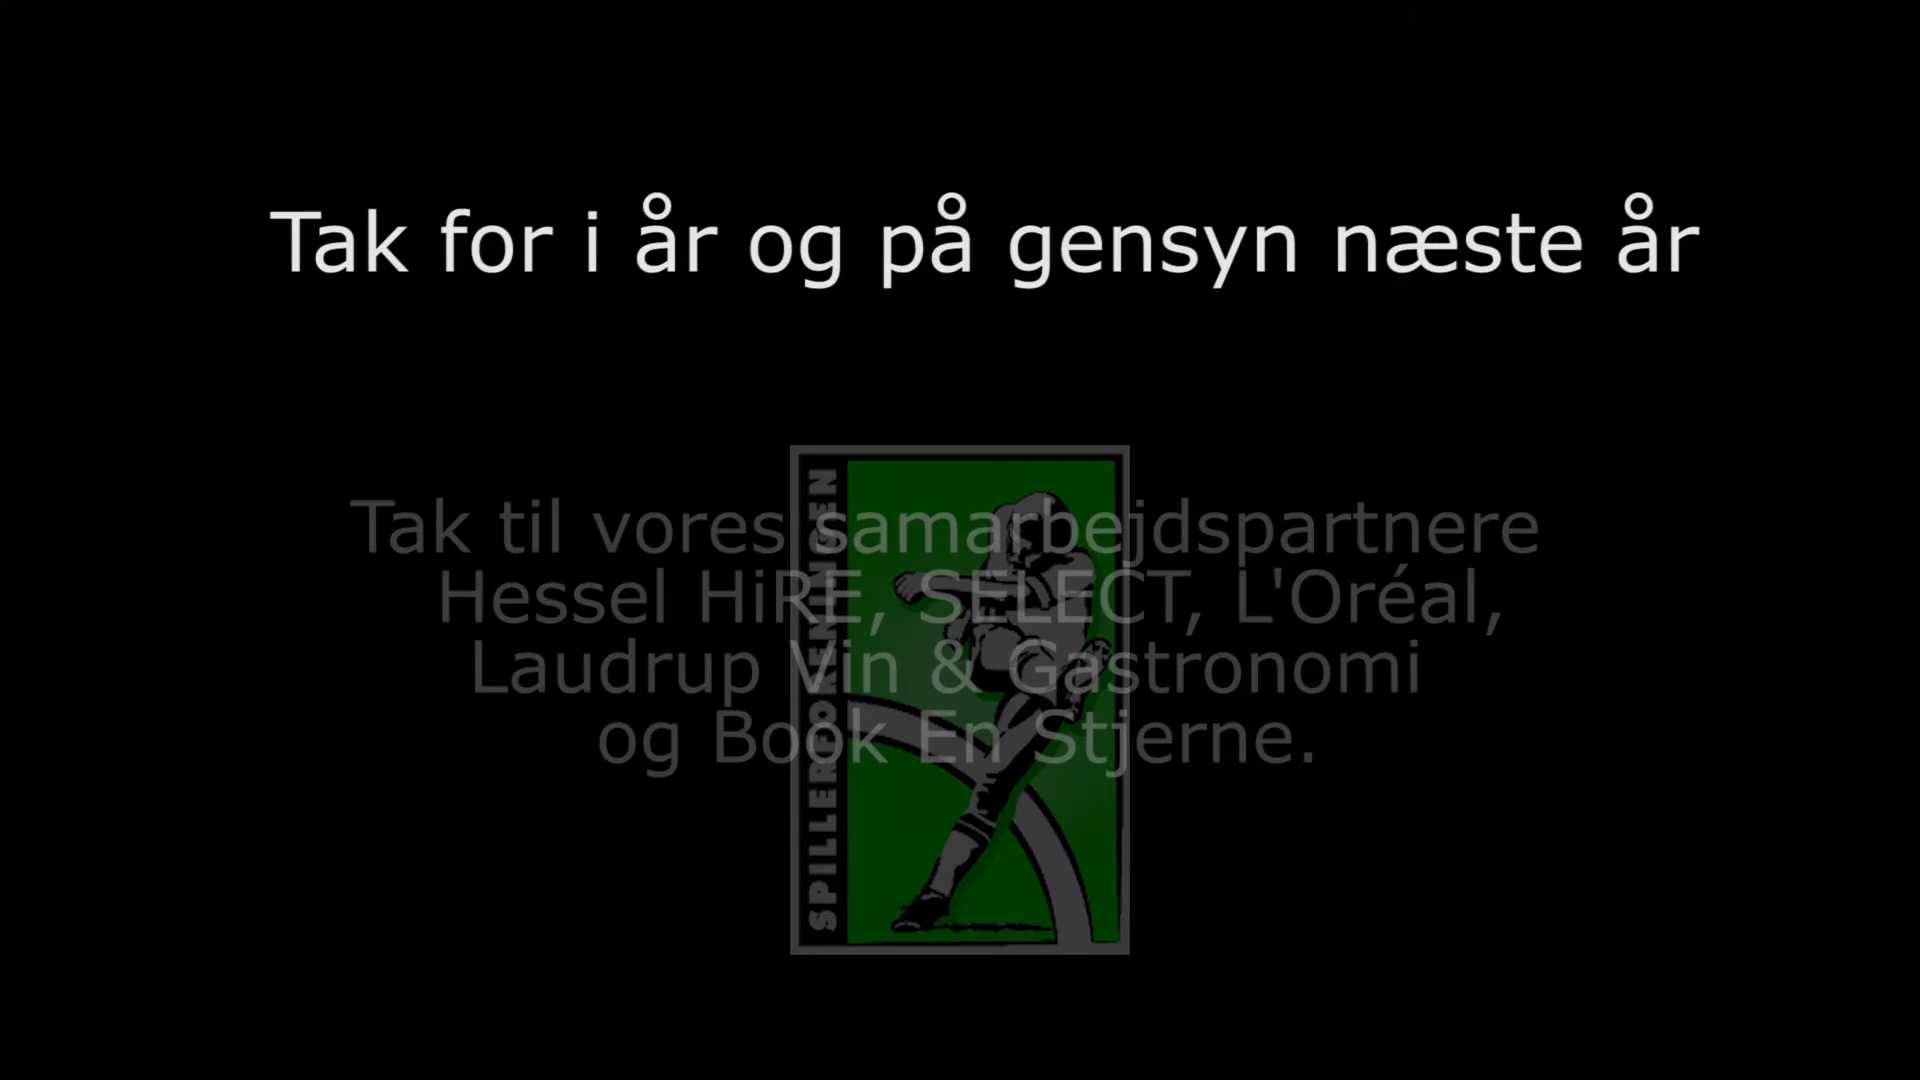 Tak for i år og på gensyn næste år
Tak til vores samarbejdspartnere
Hessel HiRE, SELECT, L'Oréal,
Laudrup Vin & Gastronomi
og Book En Stjerne.
SPILLERFORENINGEN